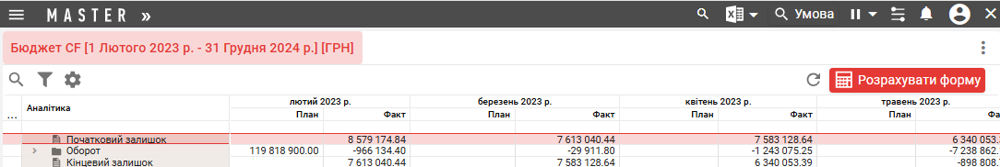 MASTER »
Умова
Бюджет CF [1 Лютого 2023 р. - 31 Грудня 2024 р.] [ГРН]
Розрахувати форму
... Аналітика лютий 2023 р. березень 2023 р. квітень 2023 р. травень 2023 р.
План Факт План Факт План Факт План Факт
Початковий залишок 8 579 174.84 7 613 040.44 7 583 128.64 6 340 053.
Оборот 119 818 900.00 -966 134.40 -29 911.80 -1 243 075.25 -7 238 862.
Кінцевий залишок 7 613 040.44 7 583 128.64 6 340 053.39 -898 808.